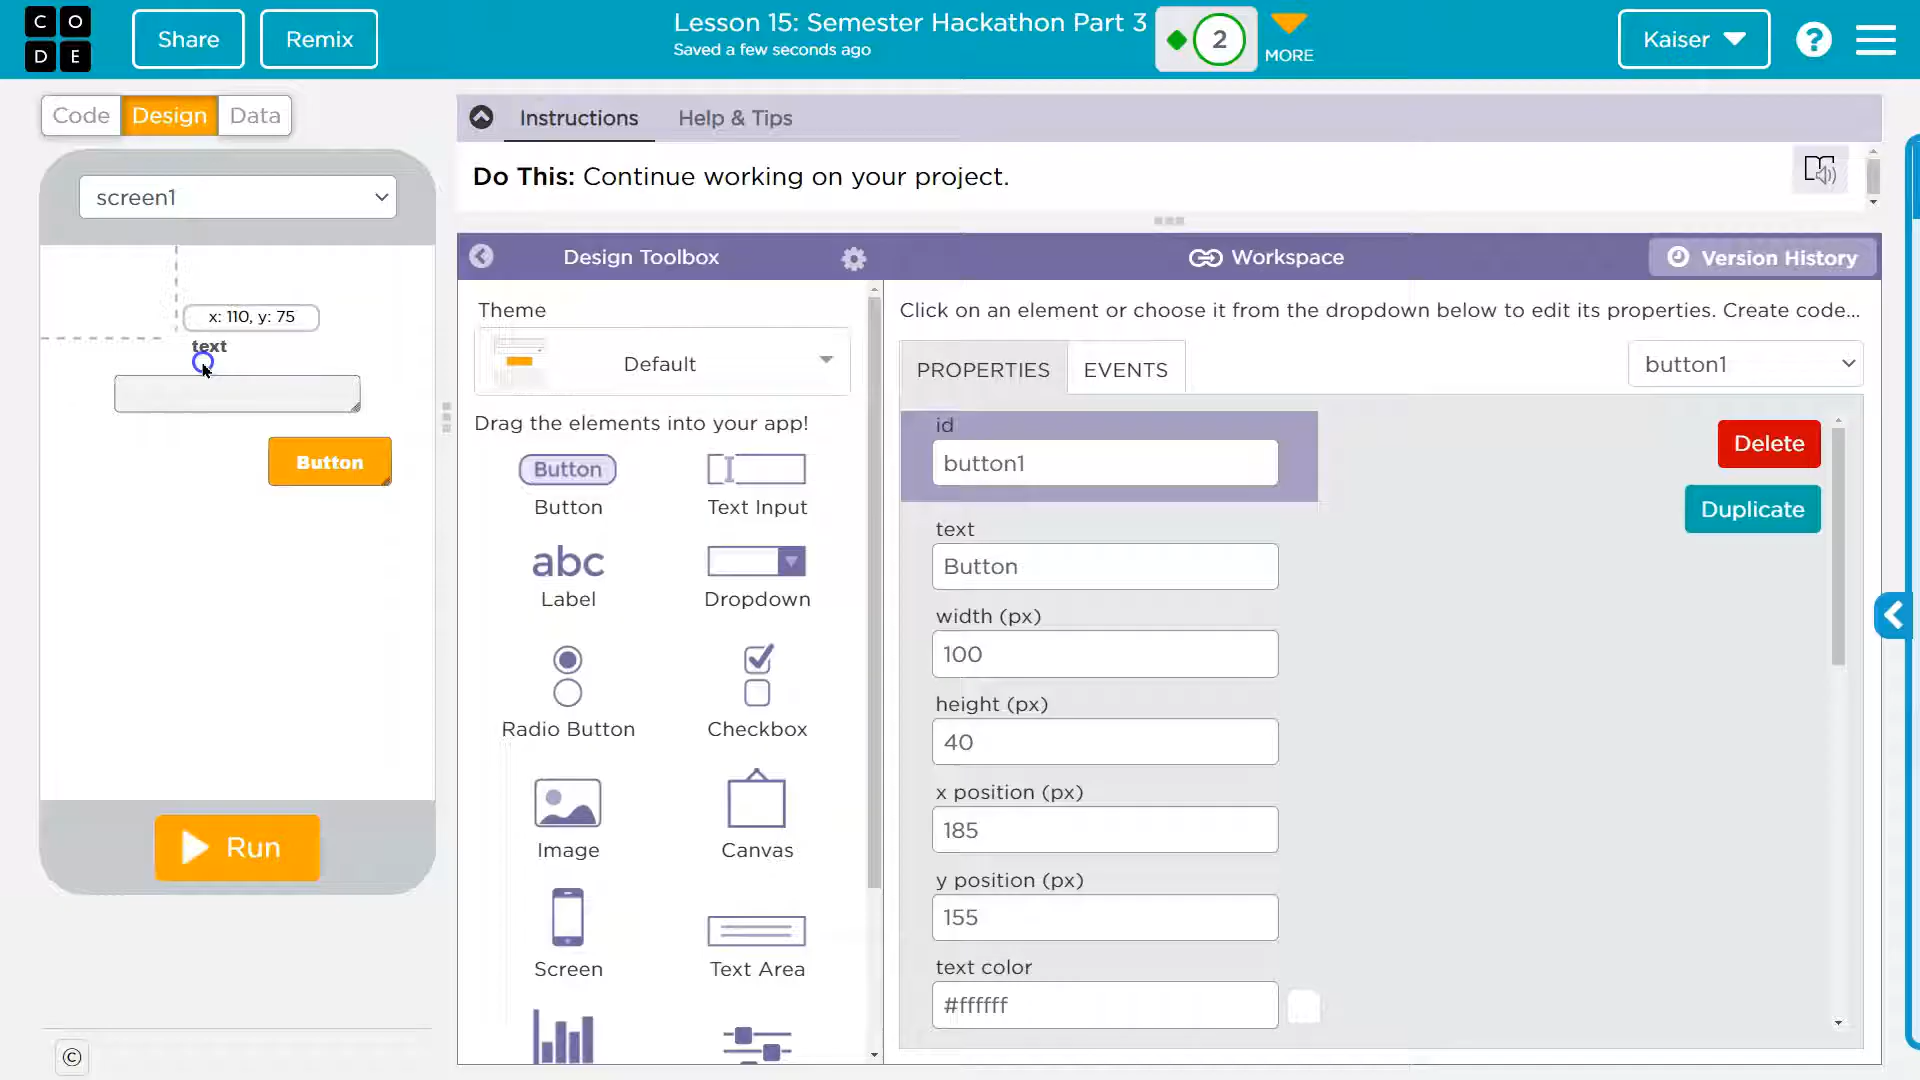 C O
D E
Share
Remix
Lesson 15: Semester Hackathon Part 3
Saved a few seconds ago
2
MORE
Kaiser
?
Code
Design
Data
Instructions
Help & Tips
Do This: Continue working on your project.
screen1
x: 110, y: 75
text
Button
Run
©
Design Toolbox
Workspace
Version History
Theme
Default
Drag the elements into your app!
Button
Button
Text Input
abc
Label
Dropdown
Radio Button
Checkbox
Image
Canvas
Screen
Text Area
Click on an element or choose it from the dropdown below to edit its properties. Create code...
PROPERTIES
EVENTS
button1
id
button1
Delete
Duplicate
text
Button
width (px)
100
height (px)
40
x position (px)
185
y position (px)
155
text color
#ffffff